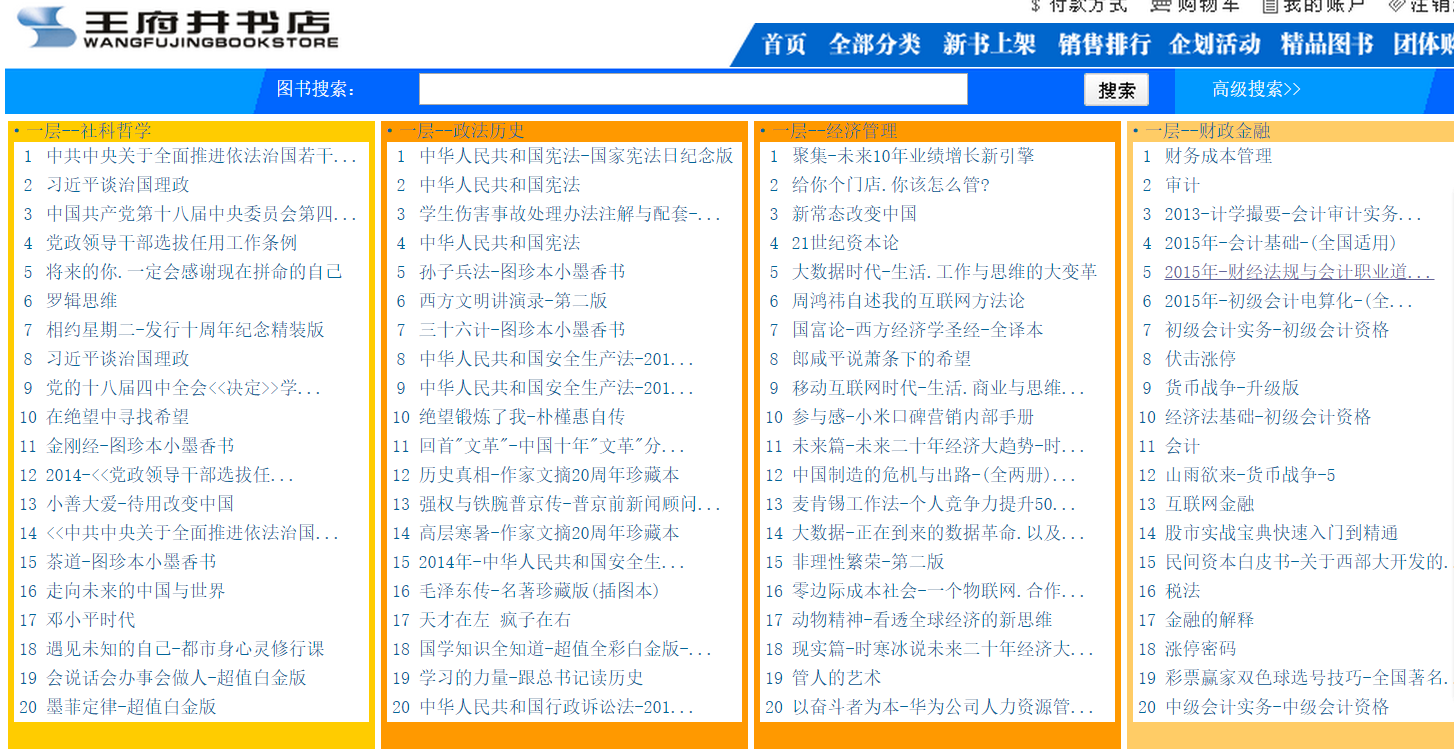 付款方式 购物车 我的账户 注销
王府井书店
WANGFUJINGBOOKSTORE
首页 全部分类 新书上架 销售排行 企划活动 精品图书 团体购
图书搜索: 搜索 高级搜索>>
· 一层--社科哲学
1 中共中央关于全面推进依法治国若干...
2 习近平谈治国理政
3 中国共产党第十八届中央委员会第四...
4 党政领导干部选拔任用工作条例
5 将来的你.一定会感谢现在拼命的自己
6 罗辑思维
7 相约星期二-发行十周年纪念精装版
8 习近平谈治国理政
9 党的十八届四中全会<<决定>>学...
10 在绝望中寻找希望
11 金刚经-图珍本小墨香书
12 2014-<<党政领导干部选拔任...
13 小善大爱-待用改变中国
14 <<中共中央关于全面推进依法治国...
15 茶道-图珍本小墨香书
16 走向未来的中国与世界
17 邓小平时代
18 遇见未知的自己-都市身心灵修行课
19 会说话会办事会做人-超值白金版
20 墨菲定律-超值白金版
· 一层--政法历史
1 中华人民共和国宪法-国家宪法日纪念版
2 中华人民共和国宪法
3 学生伤害事故处理办法注解与配套-...
4 中华人民共和国宪法
5 孙子兵法-图珍本小墨香书
6 西方文明讲演录-第二版
7 三十六计-图珍本小墨香书
8 中华人民共和国安全生产法-201...
9 中华人民共和国安全生产法-201...
10 绝望锻炼了我-朴槿惠自传
11 回首"文革"-中国十年"文革"分...
12 历史真相-作家文摘20周年珍藏本
13 强权与铁腕普京传-普京前新闻顾问...
14 高层寒暑-作家文摘20周年珍藏本
15 2014年-中华人民共和国安全生...
16 毛泽东传-名著珍藏版(插图本)
17 天才在左 疯子在右
18 国学知识全知道-超值全彩白金版-...
19 学习的力量-跟总书记读历史
20 中华人民共和国行政诉讼法-201...
· 一层--经济管理
1 聚集-未来10年业绩增长新引擎
2 给你个门店.你该怎么管?
3 新常态改变中国
4 21世纪资本论
5 大数据时代-生活.工作与思维的大变革
6 周鸿祎自述我的互联网方法论
7 国富论-西方经济学圣经-全译本
8 郎咸平说萧条下的希望
9 移动互联网时代-生活.商业与思维...
10 参与感-小米口碑营销内部手册
11 未来篇-未来二十年经济大趋势-时...
12 中国制造的危机与出路-(全两册)...
13 麦肯锡工作法-个人竞争力提升50...
14 大数据-正在到来的数据革命.以及...
15 非理性繁荣-第二版
16 零边际成本社会-一个物联网.合作...
17 动物精神-看透全球经济的新思维
18 现实篇-时寒冰说未来二十年经济大...
19 管人的艺术
20 以奋斗者为本-华为公司人力资源管...
· 一层--财政金融
1 财务成本管理
2 审计
3 2013-计学撮要-会计审计实务...
4 2015年-会计基础-(全国适用)
5 2015年-财经法规与会计职业道...
6 2015年-初级会计电算化-(全...
7 初级会计实务-初级会计资格
8 伏击涨停
9 货币战争-升级版
10 经济法基础-初级会计资格
11 会计
12 山雨欲来-货币战争-5
13 互联网金融
14 股市实战宝典快速入门到精通
15 民间资本白皮书-关于西部大开发的.
16 税法
17 金融的解释
18 涨停密码
19 彩票赢家双色球选号技巧-全国著名.
20 中级会计实务-中级会计资格